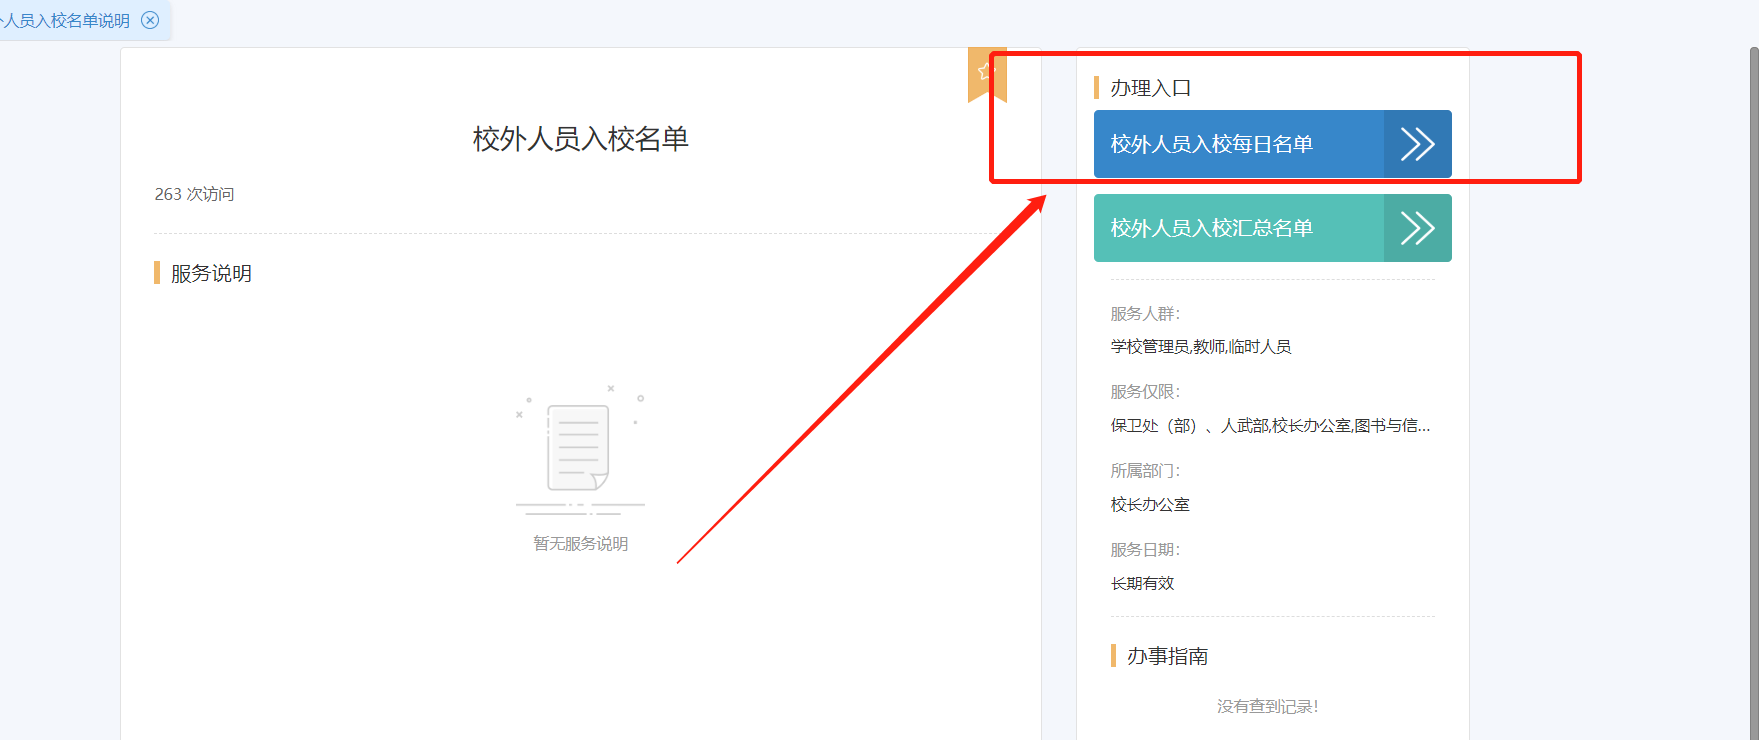 人员入校名单说明
校外人员入校名单
263 次访问
服务说明
暂无服务说明
办理入口
校外人员入校每日名单
校外人员入校汇总名单
服务人群:
学校管理员,教师,临时人员
服务仅限:
保卫处（部）、人武部,校长办公室,图书与信...
所属部门:
校长办公室
服务日期:
长期有效
办事指南
没有查到记录!